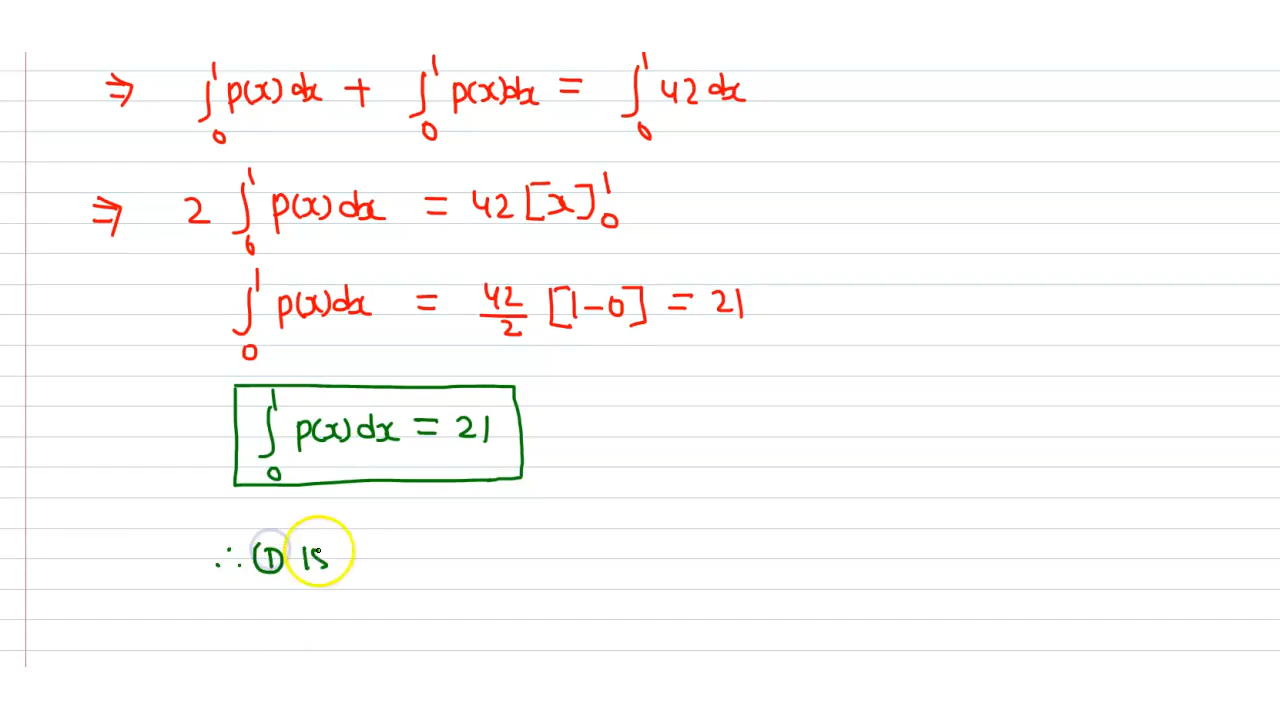 ⇒ ∫₀¹ p(x)dx + ∫₀¹ p(x)dx = ∫₀¹ 42 dx
⇒ 2 ∫₀¹ p(x)dx = 42 [x]₀¹
∫₀¹ p(x)dx = 42/2 [1-0] = 21
∫₀¹ p(x)dx = 21
∴ ① is